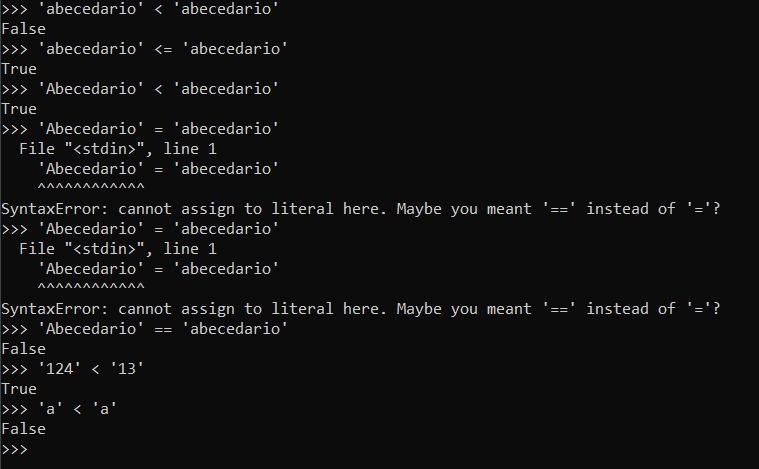 >>> 'abecedario' < 'abecedario'
False
>>> 'abecedario' <= 'abecedario'
True
>>> 'Abecedario' < 'abecedario'
True
>>> 'Abecedario' = 'abecedario'
  File "<stdin>", line 1
    'Abecedario' = 'abecedario'
    ^^^^^^^^^^^^
SyntaxError: cannot assign to literal here. Maybe you meant '==' instead of '='?
>>> 'Abecedario' = 'abecedario'
  File "<stdin>", line 1
    'Abecedario' = 'abecedario'
    ^^^^^^^^^^^^
SyntaxError: cannot assign to literal here. Maybe you meant '==' instead of '='?
>>> 'Abecedario' == 'abecedario'
False
>>> '124' < '13'
True
>>> 'a' < 'a'
False
>>>